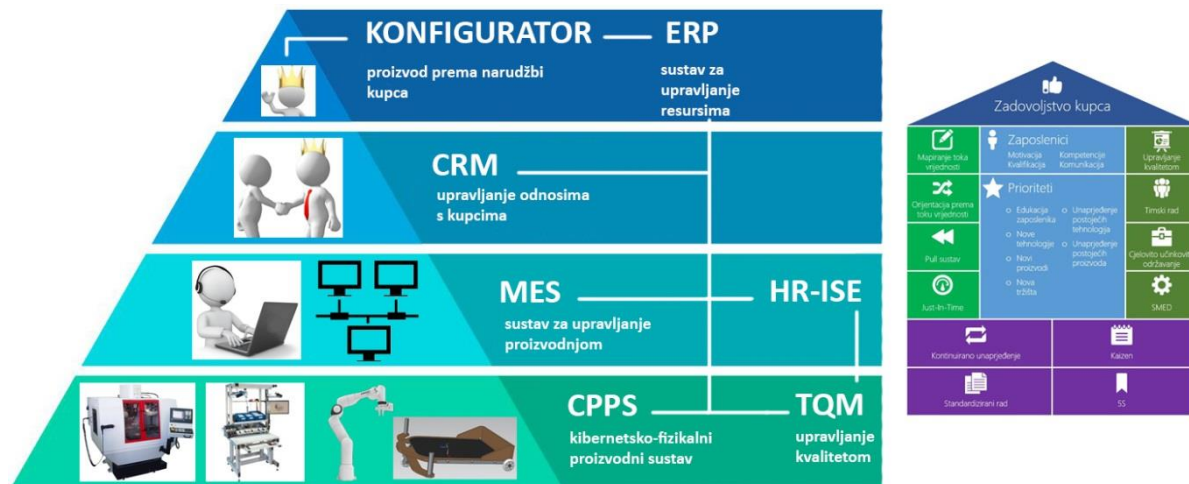 KONFIGURATOR
ERP
proizvod prema narudžbi
kupca
sustav za
upravljanje
resursima
CRM
upravljanje odnosima
s kupcima
MES
HR-ISE
sustav za upravljanje
proizvodnjom
CPPS
TQM
kibernetsko-fizikalni
proizvodni sustav
upravljanje
kvalitetom
Zadovoljstvo kupca
Mapiranje toka
vrijednosti
Zaposlenici
Motivacija
Kvalifikacija
Kompetencije
Komunikacija
Upravljanje
kvalitetom
Orijentacija prema
toku vrijednosti
Prioriteti
Edukacija
zaposlenika
Nove
tehnologije
Novi
proizvodi
Nova
tržišta
Unaprjeđenje
postojećih
tehnologija
Unaprjeđenje
postojećih
proizvoda
Timski rad
Pull sustav
Cjelovito učinkovito
održavanje
Just-In-Time
SMED
Kontinuirano unaprjeđenje
Kaizen
Standardizirani rad
5S